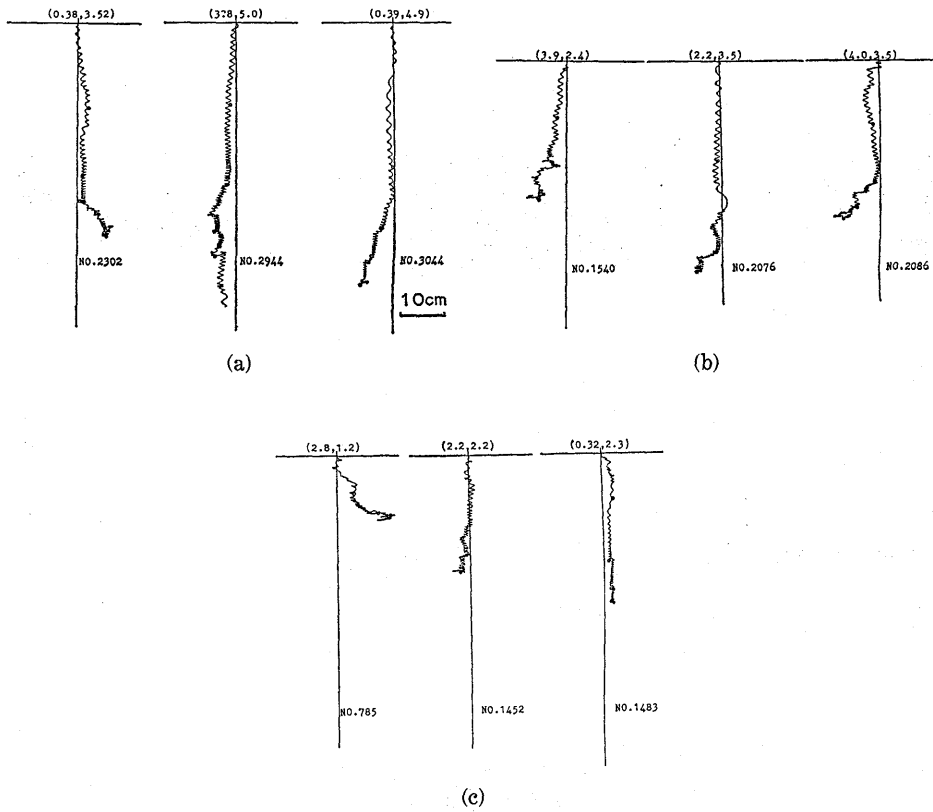 (0.38,3.52) (3.8,5.0) (0.39,4.9)
NO.2302 NO.2944 NO.3044
10cm
(a)
(3.9,2.4) (2.2,3.5) (4.0,3.5)
NO.1540 NO.2076 NO.2086
(b)
(2.8,1.2) (2.2,2.2) (0.32,2.3)
NO.785 NO.1452 NO.1483
(c)